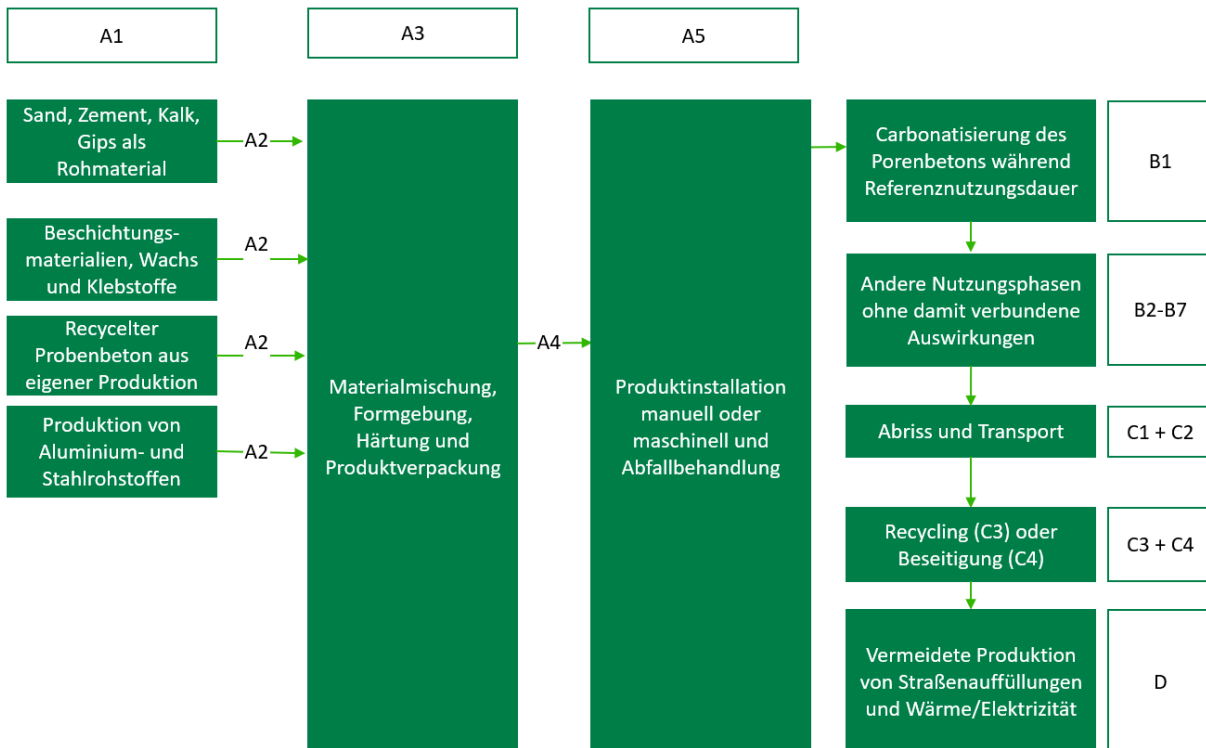 A1
A3
A5
Sand, Zement, Kalk,
Gips als
Rohmaterial
A2
Beschichtungs-
materialien, Wachs
und Klebstoffe
A2
Recycelter
Probenbeton aus
eigener Produktion
A2
Produktion von
Aluminium- und
Stahlrohstoffen
A2
Materialmischung,
Formgebung,
Härtung und
Produktverpackung
A4
Produktinstallation
manuell oder
maschinell und
Abfallbehandlung
Carbonatisierung des
Porenbetons während
Referenznutzungsdauer
B1
Andere Nutzungsphasen
ohne damit verbundene
Auswirkungen
B2-B7
Abriss und Transport
C1 + C2
Recycling (C3) oder
Beseitigung (C4)
C3 + C4
Vermeidete Produktion
von Straßenauffüllungen
und Wärme/Elektrizität
D